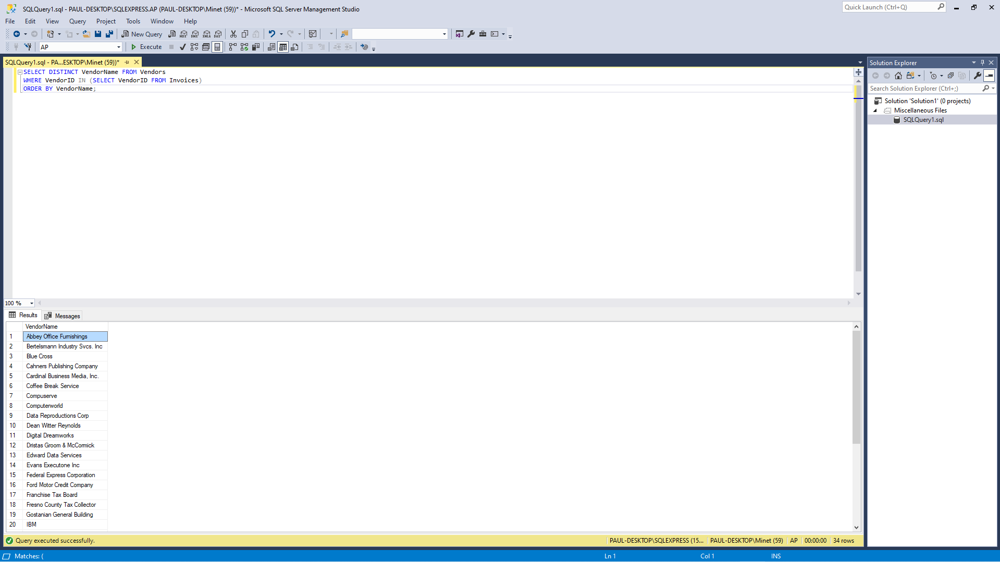 SQLQuery1.sql - PAUL-DESKTOP\SQLEXPRESS.AP (PAUL-DESKTOP\Minet (59))* - Microsoft SQL Server Management Studio
Quick Launch (Ctrl+Q)
File Edit View Query Project Tools Window Help
New Query MDX DMX XMLA DAX
AP Execute
SQLQuery1.sql - PA...ESKTOP\Minet (59))*
SELECT DISTINCT VendorName FROM Vendors
WHERE VendorID IN (SELECT VendorID FROM Invoices)
ORDER BY VendorName;
Solution Explorer
Search Solution Explorer (Ctrl+;)
Solution 'Solution1' (0 projects)
Miscellaneous Files
SQLQuery1.sql
100 %
Results Messages
VendorName
1 Abbey Office Furnishings
2 Bertelsmann Industry Svcs. Inc
3 Blue Cross
4 Cahners Publishing Company
5 Cardinal Business Media, Inc.
6 Coffee Break Service
7 Compuserve
8 Computerworld
9 Data Reproductions Corp
10 Dean Witter Reynolds
11 Digital Dreamworks
12 Dristas Groom & McCormick
13 Edward Data Services
14 Evans Executone Inc
15 Federal Express Corporation
16 Ford Motor Credit Company
17 Franchise Tax Board
18 Fresno County Tax Collector
19 Gostanian General Building
20 IBM
Query executed successfully. PAUL-DESKTOP\SQLEXPRESS (15... PAUL-DESKTOP\Minet (59) AP 00:00:00 34 rows
Matches: ( Ln 1 Col 1 INS